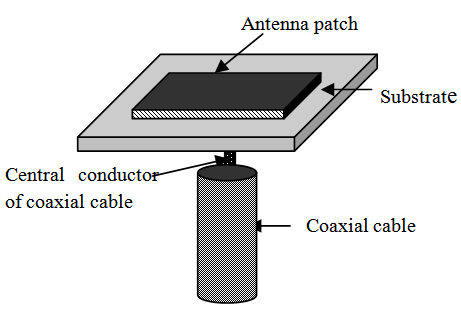 Antenna patch
Substrate
Central conductor
of coaxial cable
Coaxial cable